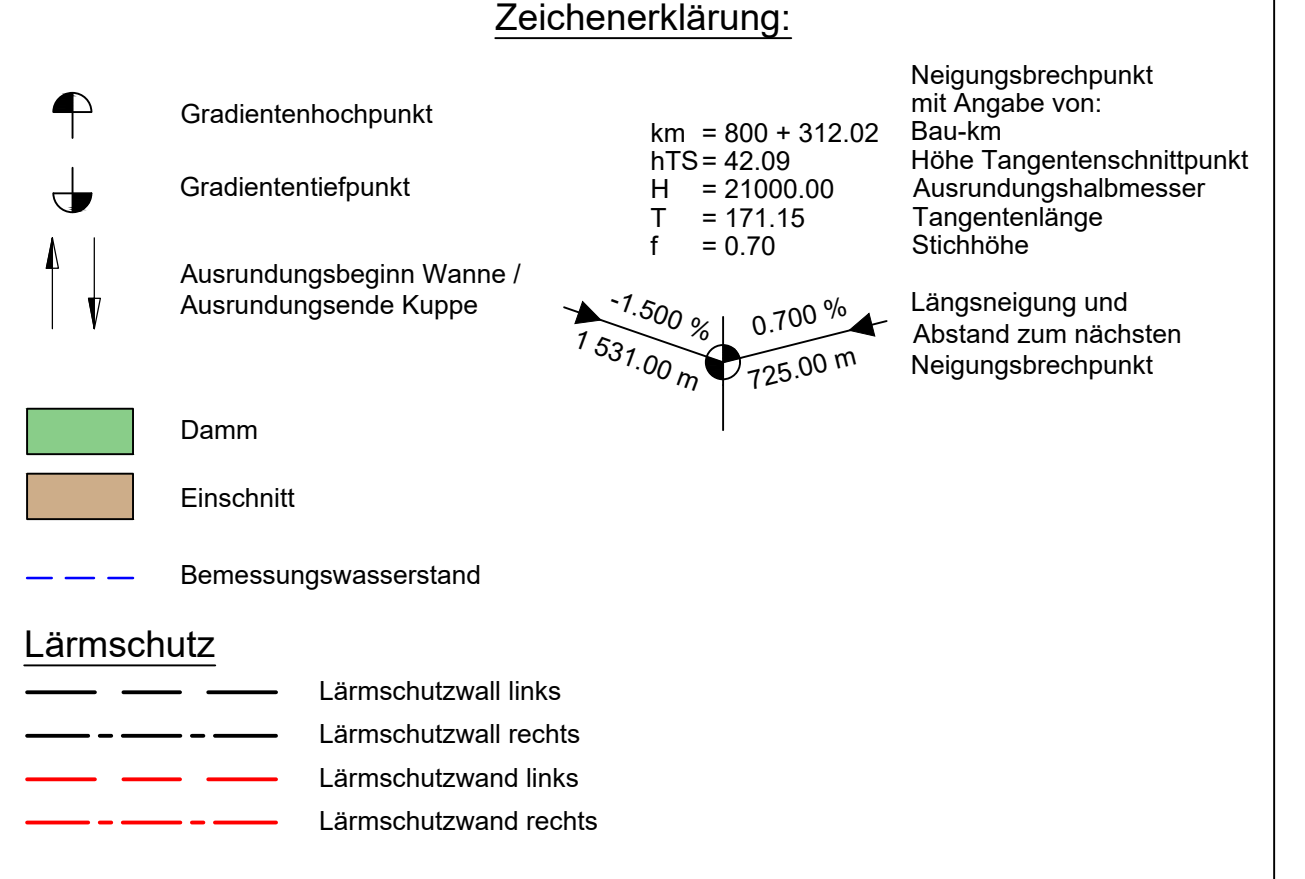 Zeichenerklärung:
Gradientenhochpunkt
Gradiententiefpunkt
Ausrundungsbeginn Wanne /
Ausrundungsende Kuppe
Damm
Einschnitt
Bemessungswasserstand
Neigungsbrechpunkt
mit Angabe von:
km = 800 + 312.02 Bau-km
hTS = 42.09 Höhe Tangentenschnittpunkt
H = 21000.00 Ausrundungshalbmesser
T = 171.15 Tangentenlänge
f = 0.70 Stichhöhe
-1.500 %
1 531.00 m
0.700 %
725.00 m
Längsneigung und
Abstand zum nächsten
Neigungsbrechpunkt
Lärmschutz
Lärmschutzwall links
Lärmschutzwall rechts
Lärmschutzwand links
Lärmschutzwand rechts